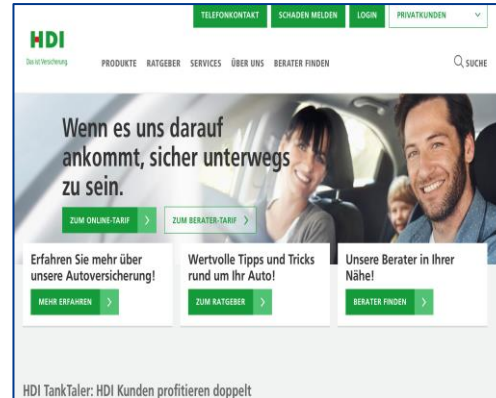 TELEFONKONTAKT SCHADEN MELDEN LOGIN PRIVATKUNDEN
HDI
Das ist Versicherung.
PRODUKTE RATGEBER SERVICES ÜBER UNS BERATER FINDEN SUCHE
Wenn es uns darauf
ankommt, sicher unterwegs
zu sein.
ZUM ONLINE-TARIF ZUM BERATER-TARIF
Erfahren Sie mehr über
unsere Autoversicherung!
MEHR ERFAHREN
Wertvolle Tipps und Tricks
rund um Ihr Auto!
ZUM RATGEBER
Unsere Berater in Ihrer
Nähe!
BERATER FINDEN
HDI TankTaler: HDI Kunden profitieren doppelt